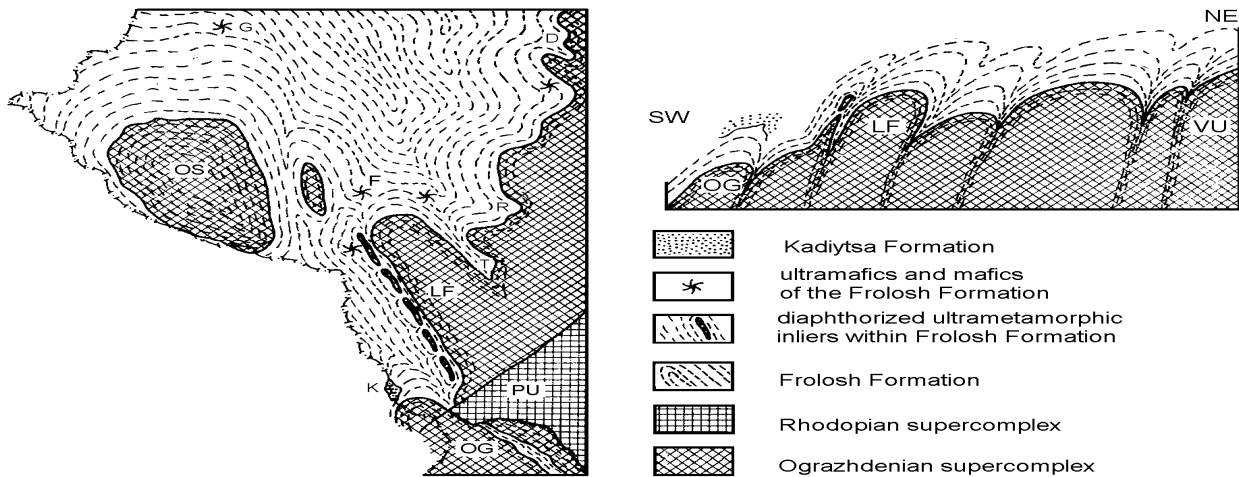 G
D
OS
F
R
T
LF
K
PU
OG
NE
SW
LF
VU
OG
Kadiytsa Formation
ultramafics and mafics
of the Frolosh Formation
diaphthorized ultrametamorphic
inliers within Frolosh Formation
Frolosh Formation
Rhodopian supercomplex
Ograzhdenian supercomplex